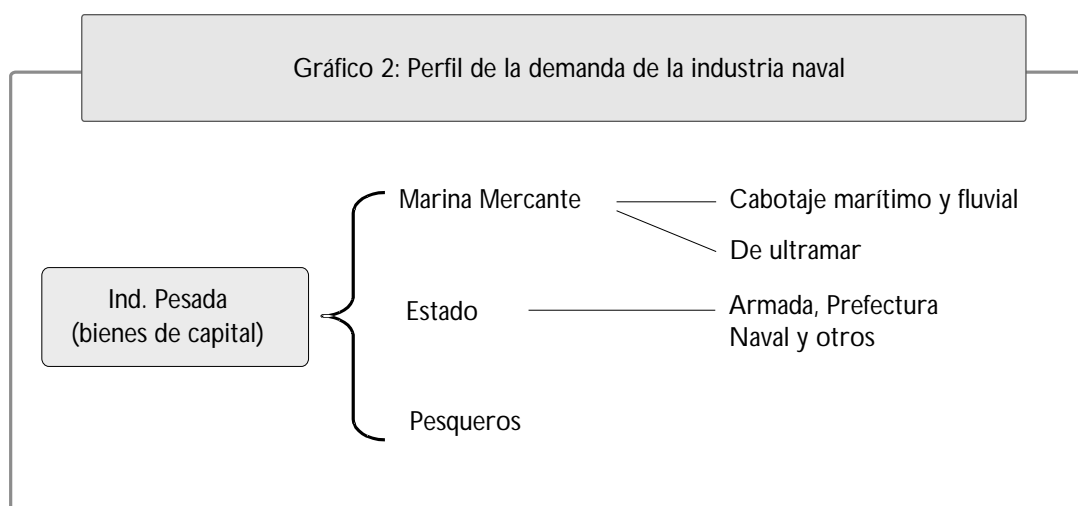 Gráfico 2: Perfil de la demanda de la industria naval
Marina Mercante
Cabotaje marítimo y fluvial
De ultramar
Ind. Pesada
(bienes de capital)
Estado
Armada, Prefectura
Naval y otros
Pesqueros